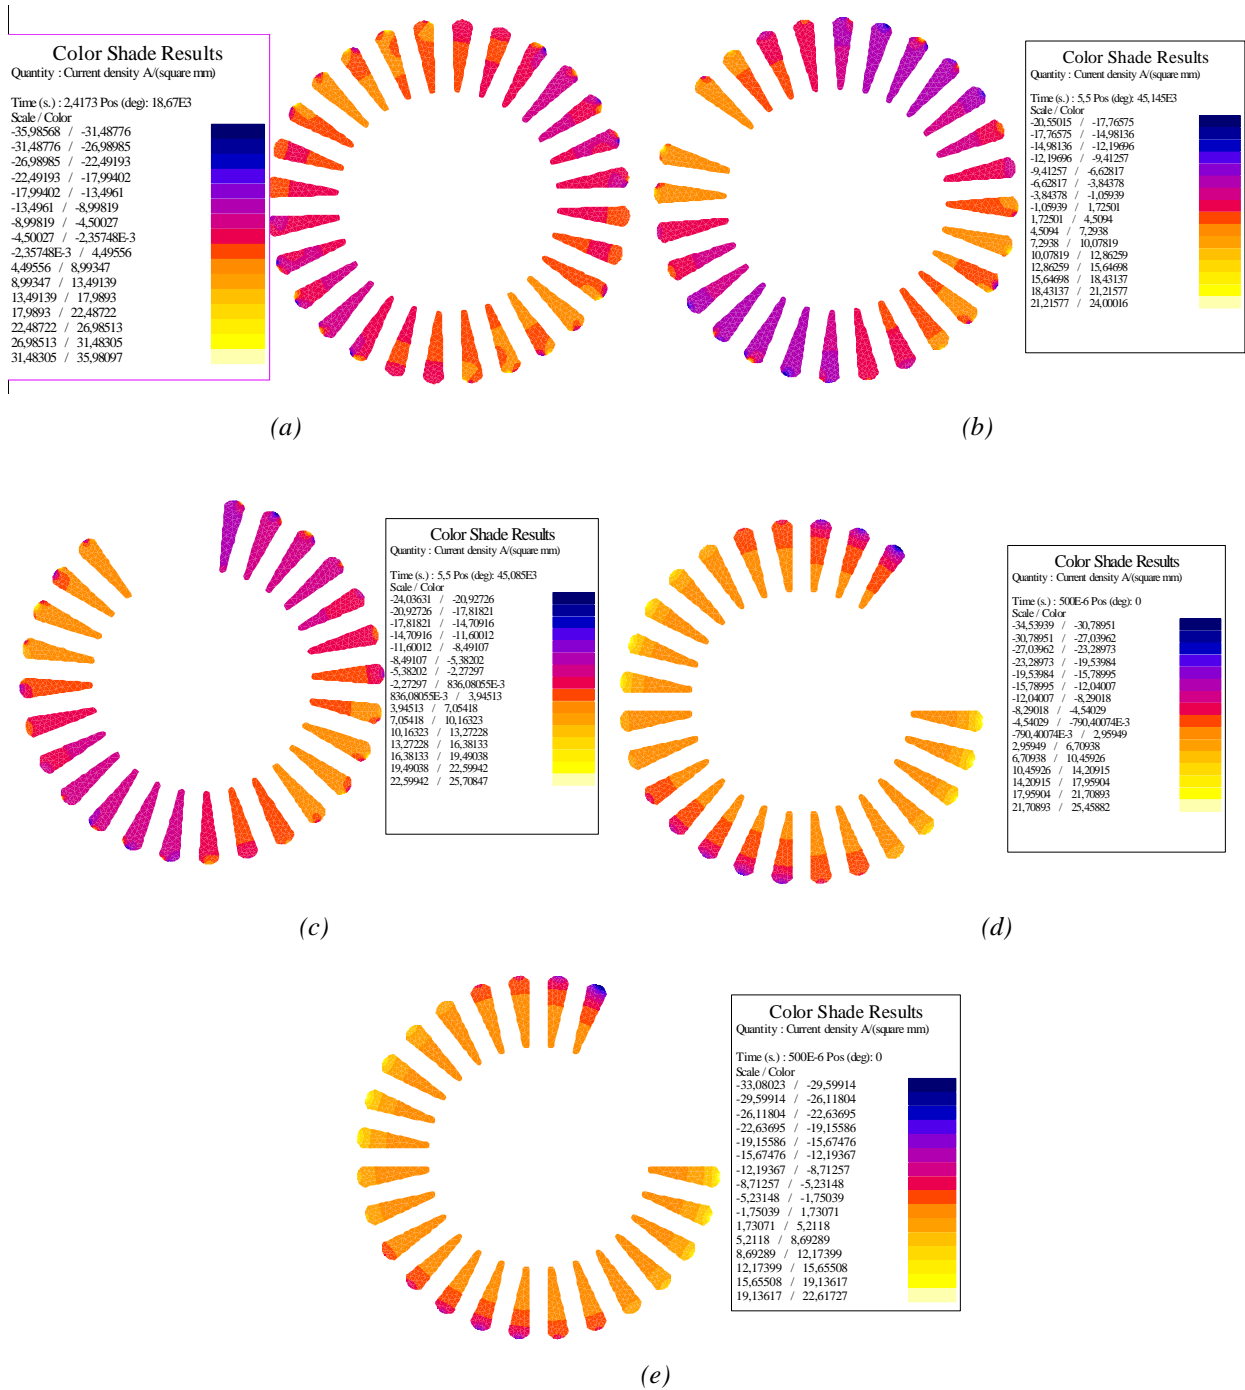 Color Shade Results
Quantity : Current density A/(square mm)
Time (s.) : 2,4173 Pos (deg): 18,67E3
Scale / Color
-35,98568 / -31,48776
-31,48776 / -26,98985
-26,98985 / -22,49193
-22,49193 / -17,99402
-17,99402 / -13,4961
-13,4961 / -8,99819
-8,99819 / -4,50027
-4,50027 / -2,35748E-3
-2,35748E-3 / 4,49556
4,49556 / 8,99347
8,99347 / 13,49139
13,49139 / 17,9893
17,9893 / 22,48722
22,48722 / 26,98513
26,98513 / 31,48305
31,48305 / 35,98097
(a)
Color Shade Results
Quantity : Current density A/(square mm)
Time (s.) : 5,5 Pos (deg): 45,145E3
Scale / Color
-20,55015 / -17,76575
-17,76575 / -14,98136
-14,98136 / -12,19696
-12,19696 / -9,41257
-9,41257 / -6,62817
-6,62817 / -3,84378
-3,84378 / -1,05939
-1,05939 / 1,72501
1,72501 / 4,5094
4,5094 / 7,2938
7,2938 / 10,07819
10,07819 / 12,86259
12,86259 / 15,64698
15,64698 / 18,43137
18,43137 / 21,21577
21,21577 / 24,00016
(b)
Color Shade Results
Quantity : Current density A/(square mm)
Time (s.) : 5,5 Pos (deg): 45,085E3
Scale / Color
-24,03631 / -20,92726
-20,92726 / -17,81821
-17,81821 / -14,70916
-14,70916 / -11,60012
-11,60012 / -8,49107
-8,49107 / -5,38202
-5,38202 / -2,27297
-2,27297 / 836,08055E-3
836,08055E-3 / 3,94513
3,94513 / 7,05418
7,05418 / 10,16323
10,16323 / 13,27228
13,27228 / 16,38133
16,38133 / 19,49038
19,49038 / 22,59942
22,59942 / 25,70847
(c)
Color Shade Results
Quantity : Current density A/(square mm)
Time (s.) : 500E-6 Pos (deg): 0
Scale / Color
-34,53939 / -30,78951
-30,78951 / -27,03962
-27,03962 / -23,28973
-23,28973 / -19,53984
-19,53984 / -15,78995
-15,78995 / -12,04007
-12,04007 / -8,29018
-8,29018 / -4,54029
-4,54029 / -790,40074E-3
-790,40074E-3 / 2,95949
2,95949 / 6,70938
6,70938 / 10,45926
10,45926 / 14,20915
14,20915 / 17,95904
17,95904 / 21,70893
21,70893 / 25,45882
(d)
Color Shade Results
Quantity : Current density A/(square mm)
Time (s.) : 500E-6 Pos (deg): 0
Scale / Color
-33,08023 / -29,59914
-29,59914 / -26,11804
-26,11804 / -22,63695
-22,63695 / -19,15586
-19,15586 / -15,67476
-15,67476 / -12,19367
-12,19367 / -8,71257
-8,71257 / -5,23148
-5,23148 / -1,75039
-1,75039 / 1,73071
1,73071 / 5,2118
5,2118 / 8,69289
8,69289 / 12,17399
12,17399 / 15,65508
15,65508 / 19,13617
19,13617 / 22,61727
(e)